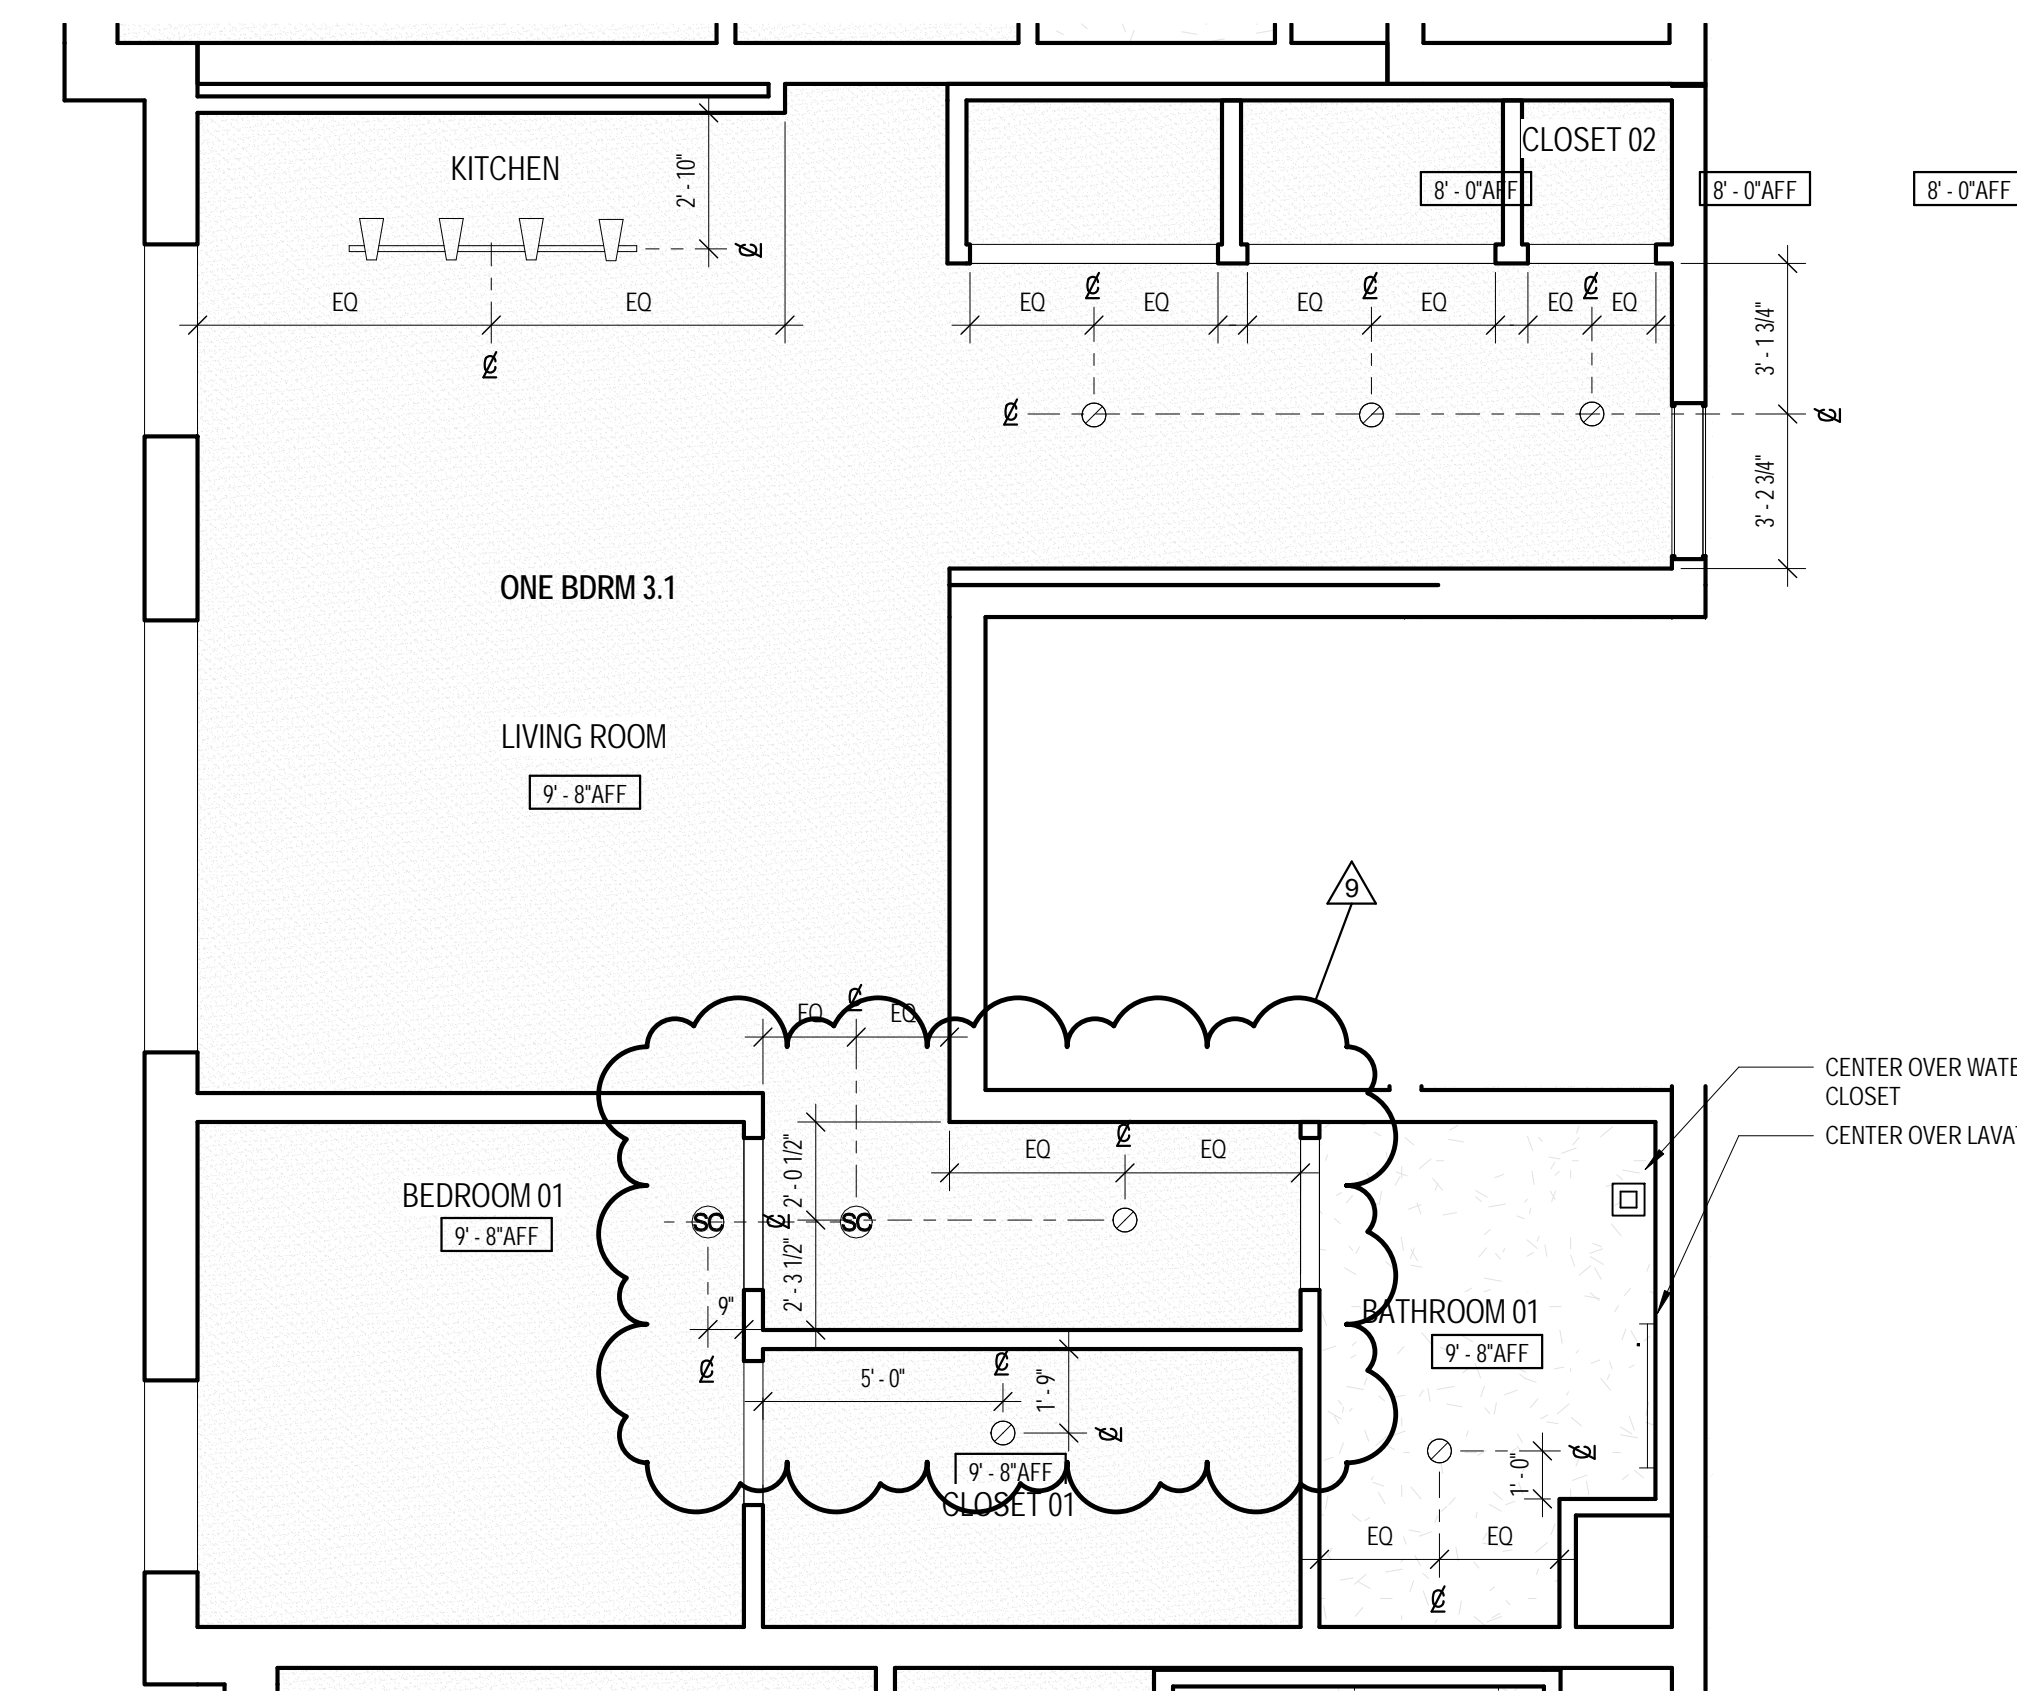 CLOSET 02
KITCHEN
2' - 10"
8' - 0"AFF
8' - 0"AFF
8' - 0"AFF
℄
EQ
EQ
℄
℄
℄
℄
EQ
EQ
EQ
EQ
EQ
EQ
3' - 1 3/4"
℄
℄
3' - 2 3/4"
ONE BDRM 3.1
LIVING ROOM
9' - 8"AFF
9
℄
EQ
EQ
CENTER OVER WATE
CLOSET
CENTER OVER LAVA
℄
EQ
EQ
2' - 0 1/2"
BEDROOM 01
9' - 8"AFF
SC
℄
SC
2' - 3 1/2"
9"
℄
BATHROOM 01
9' - 8"AFF
5' - 0"
℄
1' - 9"
℄
9' - 8"AFF
CLOSET 01
℄
1' - 0"
EQ
EQ
℄